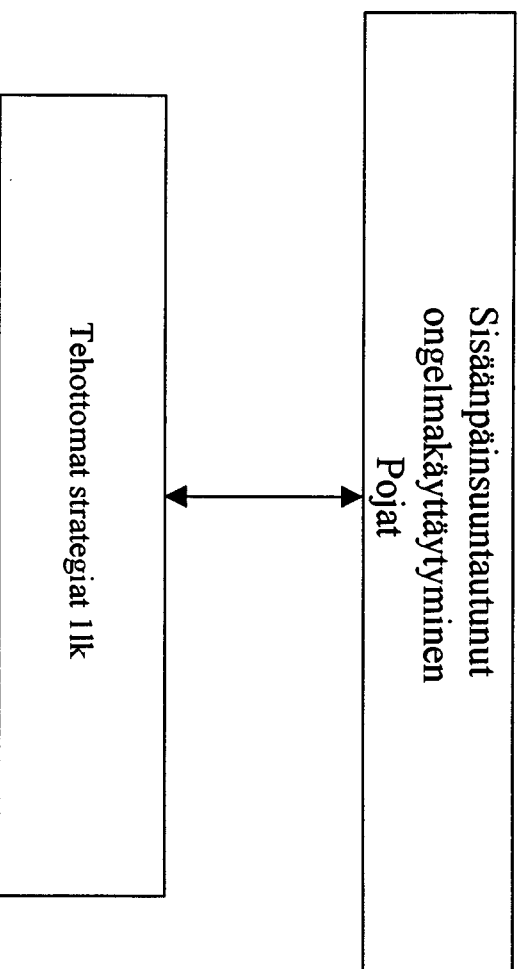 Sisäänpäinsuuntautunut
ongelmakäyttäytyminen
Pojat
Tehottomat strategiat 1lk